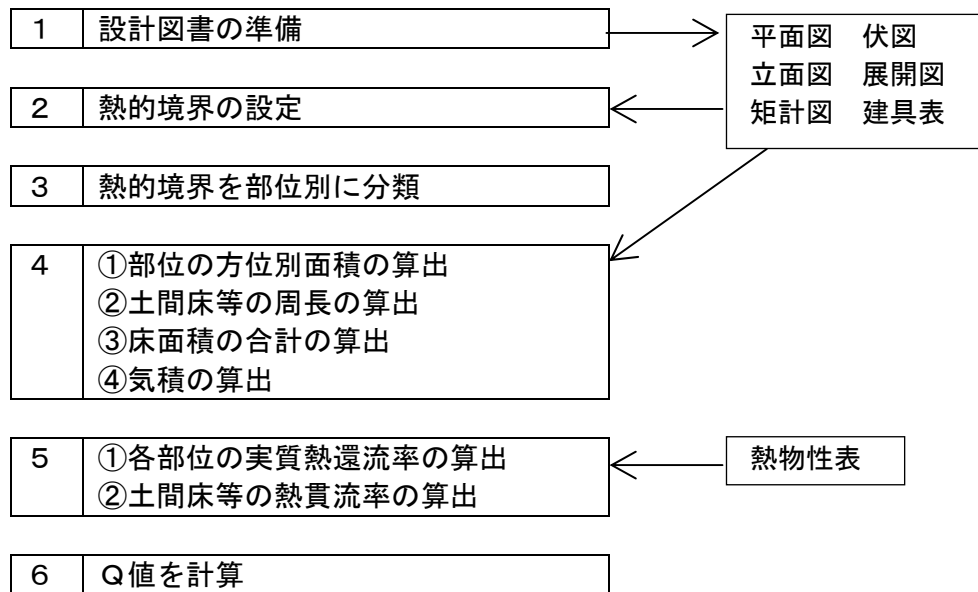 1 設計図書の準備
平面図 伏図
立面図 展開図
矩計図 建具表
2 熱的境界の設定
3 熱的境界を部位別に分類
4 ①部位の方位別面積の算出
②土間床等の周長の算出
③床面積の合計の算出
④気積の算出
5 ①各部位の実質熱還流率の算出
②土間床等の熱貫流率の算出
熱物性表
6 Q値を計算